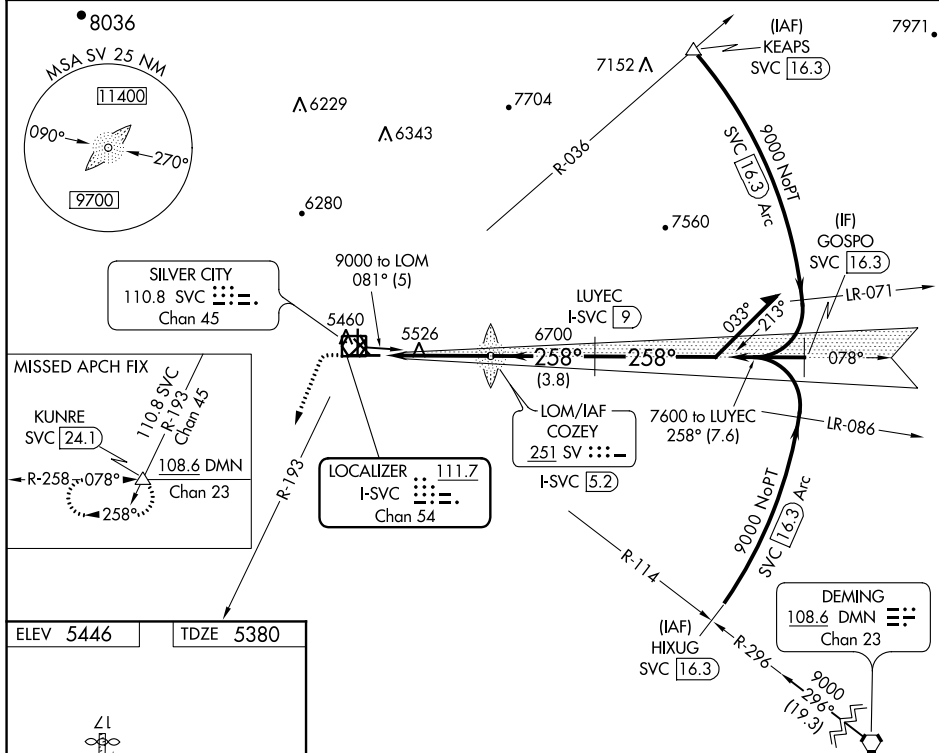 8036
MSA SV 25 NM
11400
090°
270°
9700
6229
6343
6280
7152
7704
7560
7971
(IAF)
KEAPS
SVC 16.3
R-036
9000 NoPT
SVC 16.3 Arc
(IF)
GOSPO
SVC 16.3
SILVER CITY
110.8 SVC
Chan 45
9000 to LOM
081° (5)
LUYEC
I-SVC 9
033°
213°
LR-071
5460
5526
6700
258°
(3.8)
258°
078°
MISSED APCH FIX
KUNRE
SVC 24.1
110.8 SVC
R-193
Chan 45
108.6 DMN
Chan 23
R-258
078°
258°
R-193
LOCALIZER 111.7
I-SVC
Chan 54
LOM/IAF
COZEY
251 SV
I-SVC 5.2
7600 to LUYEC
258° (7.6)
LR-086
9000 NoPT
SVC 16.3 Arc
R-114
(IAF)
HIXUG
SVC 16.3
R-296
9000
296°
(19.3)
DEMING
108.6 DMN
Chan 23
ELEV 5446
TDZE 5380
17